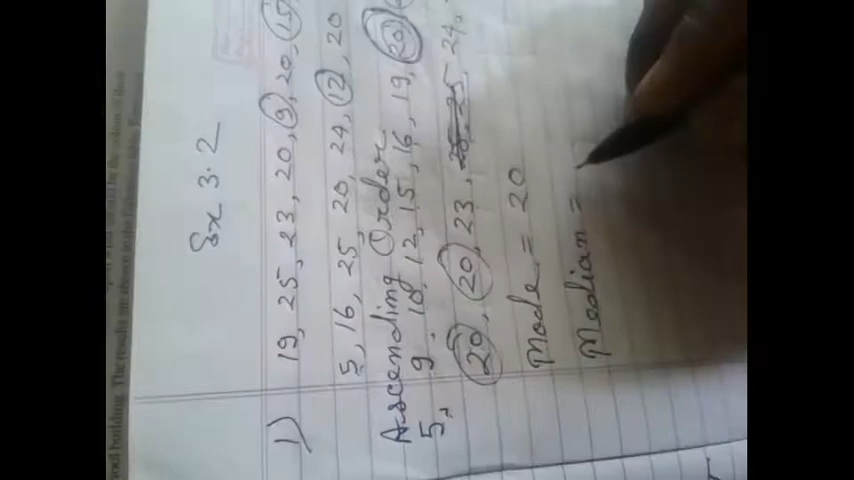 Ex 3.2
1) 19, 25, 23, 20, 9, 20, 15,
5, 16, 25, 20, 24, 12, 20
Ascending Order
5, 9, 10, 12, 15, 16, 19, 20,
20, 20, 23, 24,
Mode = 20
Median =